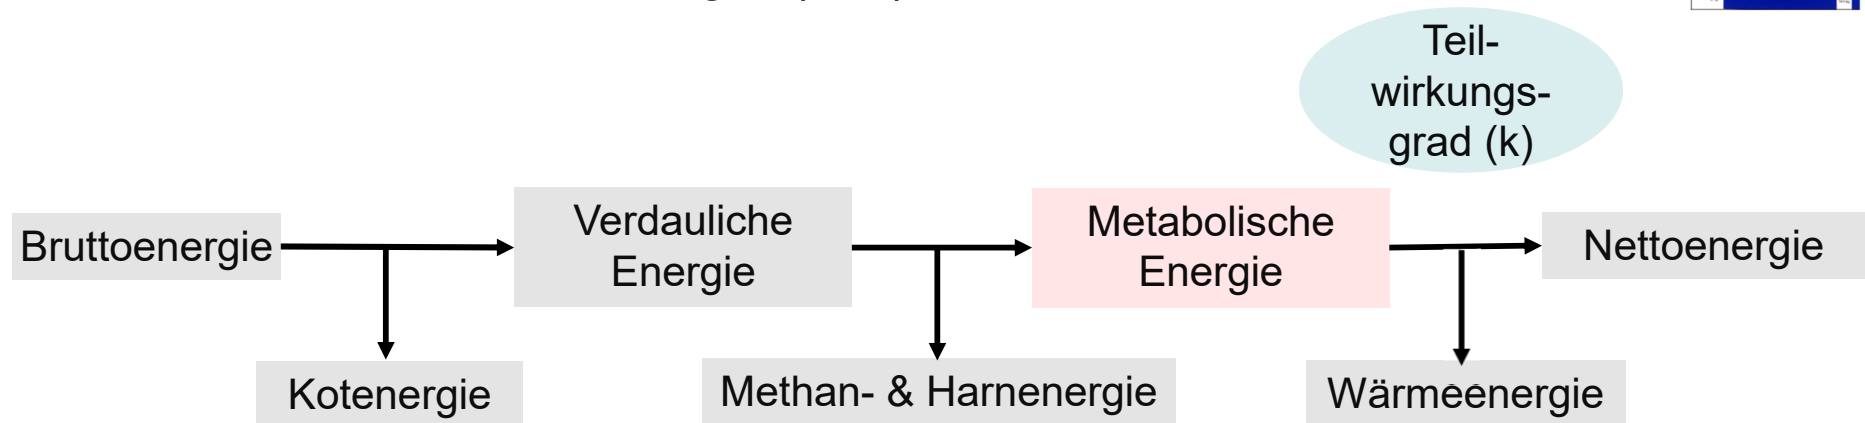 Teil-
wirkungs-
grad (k)
Bruttoenergie
Verdauliche
Energie
Metabolische
Energie
Nettoenergie
Kotenergie
Methan- & Harnenergie
Wärmeenergie